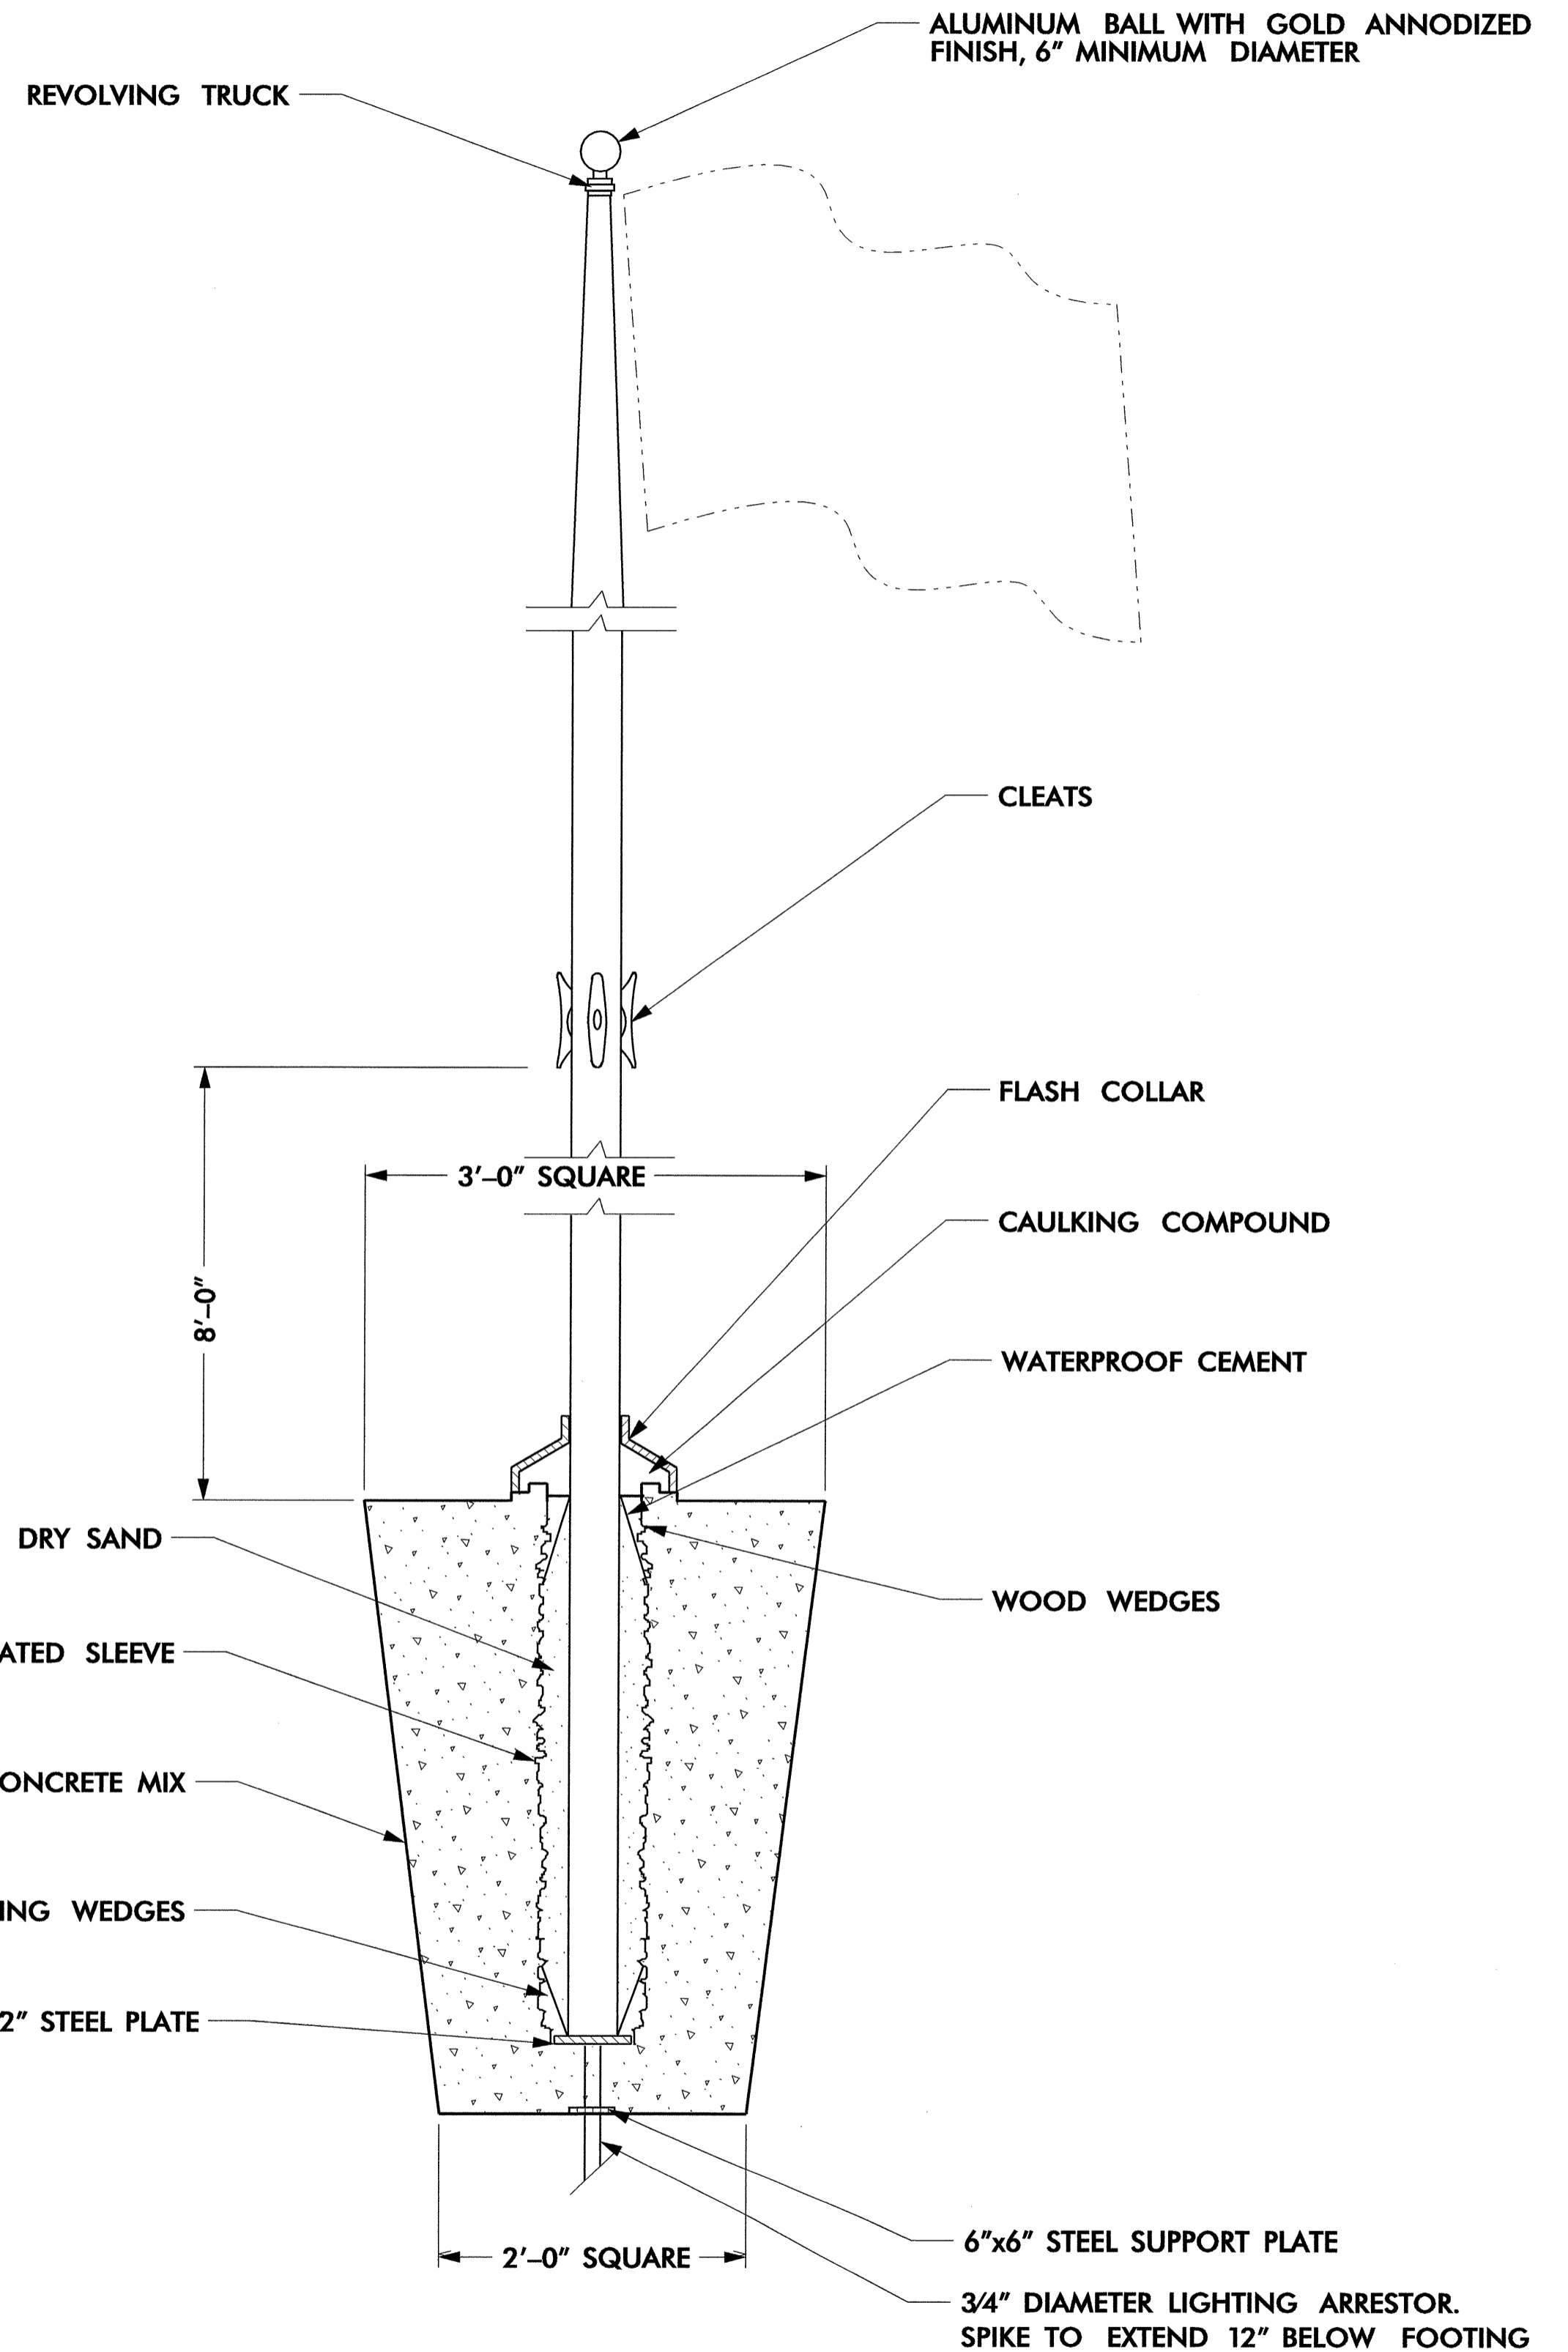 ALUMINUM BALL WITH GOLD ANNODIZED
FINISH, 6" MINIMUM DIAMETER
REVOLVING TRUCK
CLEATS
FLASH COLLAR
3'-0" SQUARE
CAULKING COMPOUND
8'-0"
WATERPROOF CEMENT
DRY SAND
WOOD WEDGES
ATED SLEEVE
ONCRETE MIX
ING WEDGES
2" STEEL PLATE
6"x6" STEEL SUPPORT PLATE
2'-0" SQUARE
3/4" DIAMETER LIGHTING ARRESTOR.
SPIKE TO EXTEND 12" BELOW FOOTING